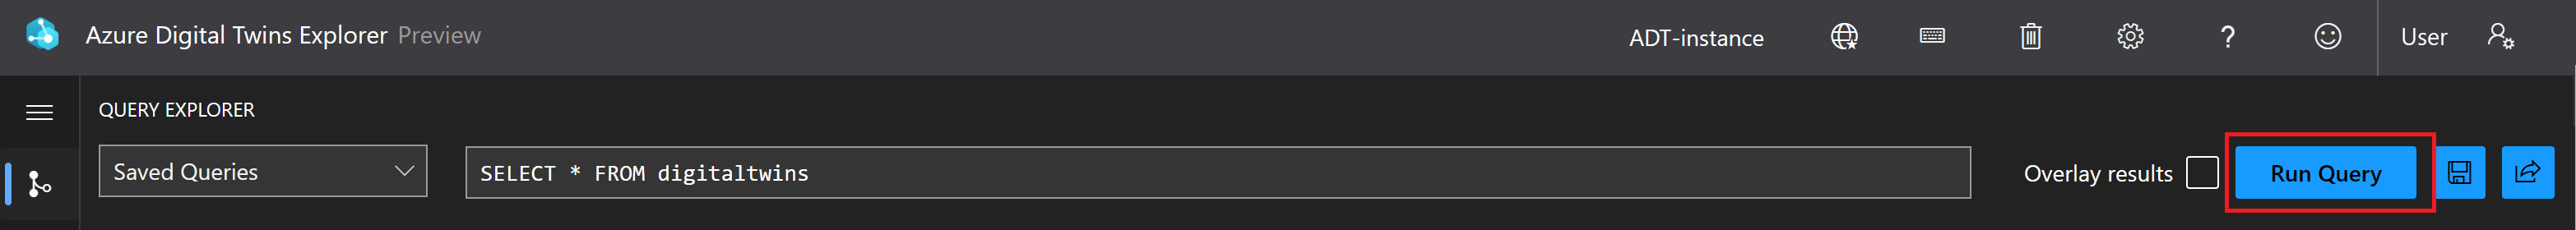 Azure Digital Twins Explorer Preview
ADT-instance
?
User
QUERY EXPLORER
Saved Queries
SELECT * FROM digitaltwins
Overlay results
Run Query